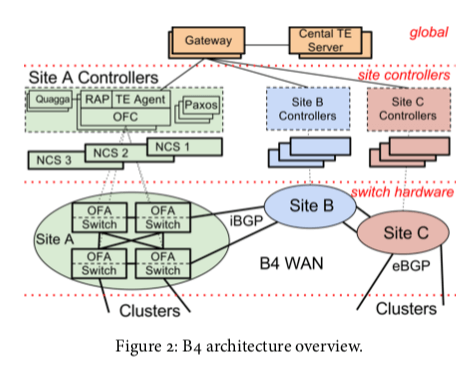 Gateway
Cental TE
Server
global
Site A Controllers
site controllers
Quagga
RAP
TE Agent
OFC
Paxos
Site B
Controllers
Site C
Controllers
NCS 1
NCS 2
NCS 3
switch hardware
OFA
Switch
OFA
Switch
iBGP
Site B
Site A
Site C
OFA
Switch
OFA
Switch
B4 WAN
eBGP
Clusters
Clusters
Figure 2: B4 architecture overview.